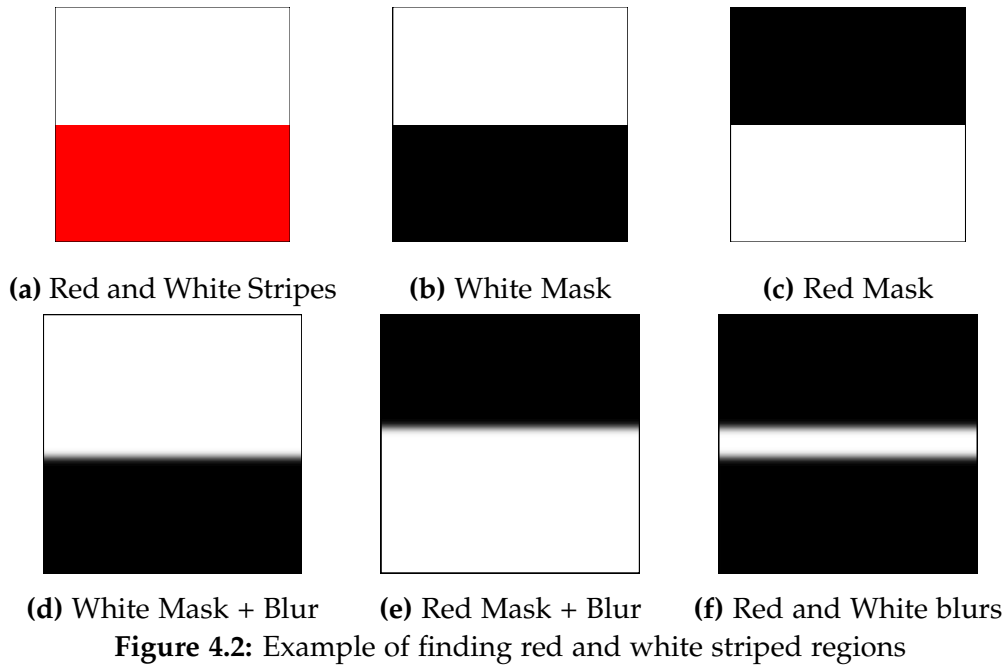 (a) Red and White Stripes (b) White Mask (c) Red Mask
(d) White Mask + Blur (e) Red Mask + Blur (f) Red and White blurs
Figure 4.2: Example of finding red and white striped regions